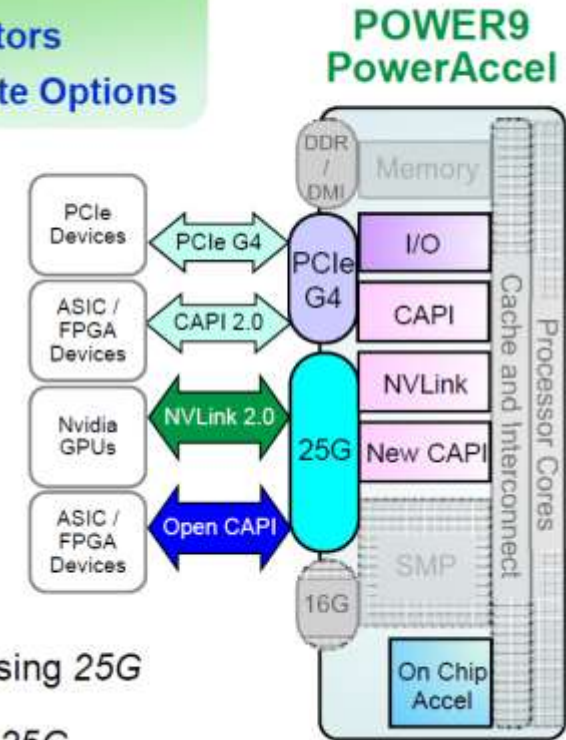 tors
te Options
POWER9
PowerAccel
DDR
/
DMI
Memory
PCIe
Devices
PCIe G4
PCIe
G4
I/O
ASIC /
FPGA
Devices
CAPI 2.0
CAPI
Nvidia
GPUs
NVLink 2.0
25G
NVLink
New CAPI
ASIC /
FPGA
Devices
Open CAPI
SMP
16G
On Chip
Accel
Cache and Interconnect
Processor Cores
sing 25G
25G